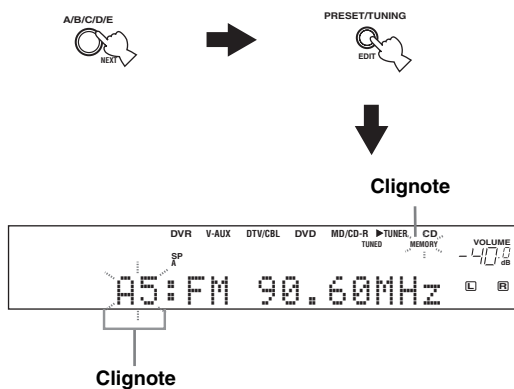 A/B/C/D/E
NEXT
PRESET/TUNING
EDIT
Clignote
DVR V-AUX DTV/CBL DVD MD/CD-R ▶TUNER CD
TUNED MEMORY
VOLUME
-40.0 dB
SP
A
A5:FM 90.60MHz
L R
Clignote